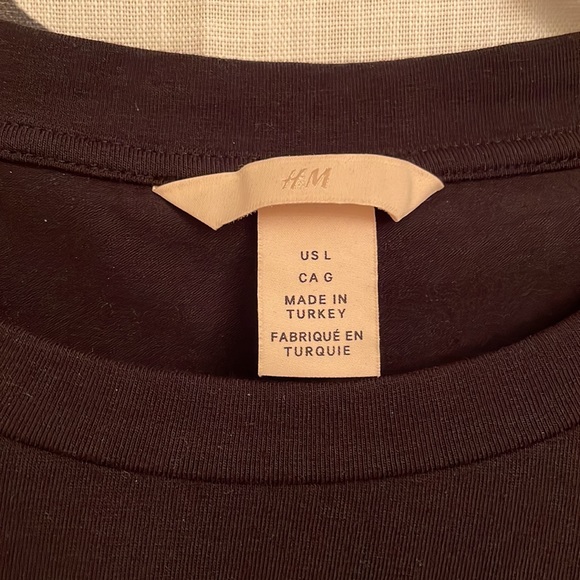 H&M
US L
CA G
MADE IN
TURKEY
FABRIQUÉ EN
TURQUIE